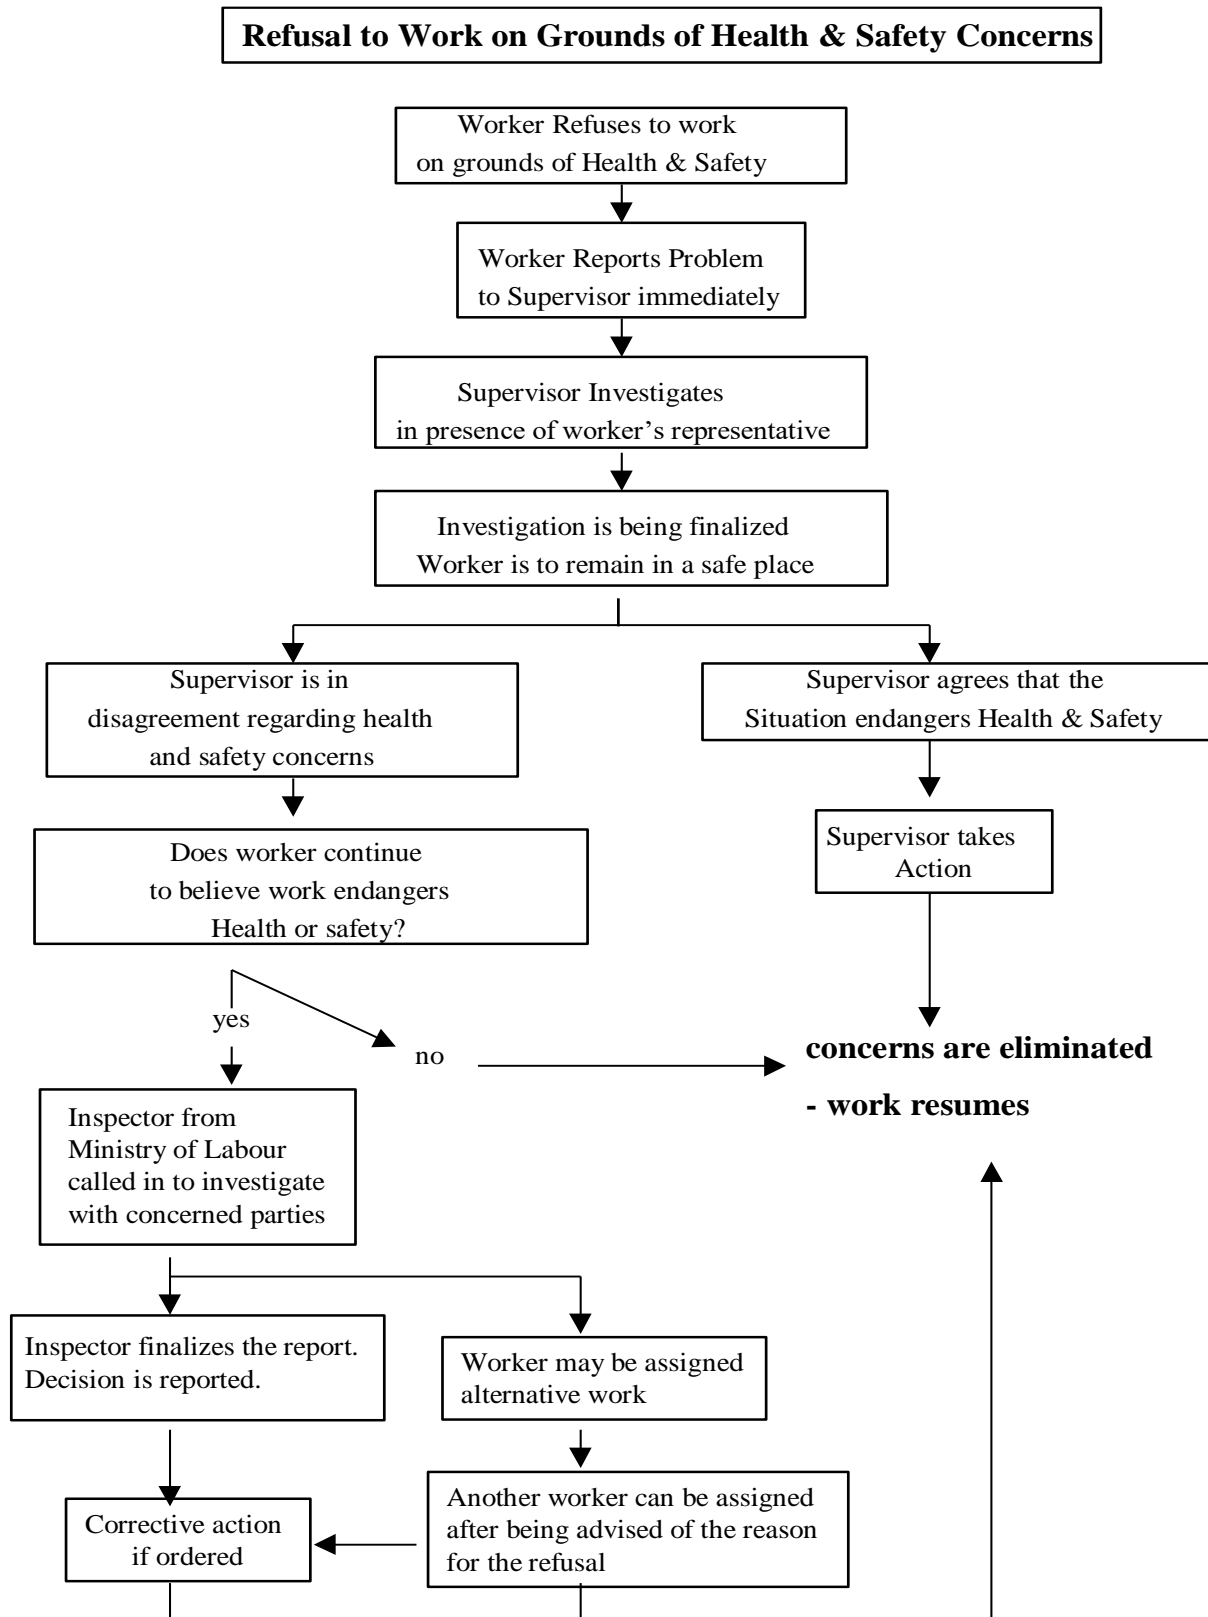 Refusal to Work on Grounds of Health & Safety Concerns
Worker Refuses to work
on grounds of Health & Safety
Worker Reports Problem
to Supervisor immediately
Supervisor Investigates
in presence of worker’s representative
Investigation is being finalized
Worker is to remain in a safe place
Supervisor is in
disagreement regarding health
and safety concerns
Supervisor agrees that the
Situation endangers Health & Safety
Does worker continue
to believe work endangers
Health or safety?
Supervisor takes
Action
yes
no
concerns are eliminated
- work resumes
Inspector from
Ministry of Labour
called in to investigate
with concerned parties
Inspector finalizes the report.
Decision is reported.
Worker may be assigned
alternative work
Corrective action
if ordered
Another worker can be assigned
after being advised of the reason
for the refusal